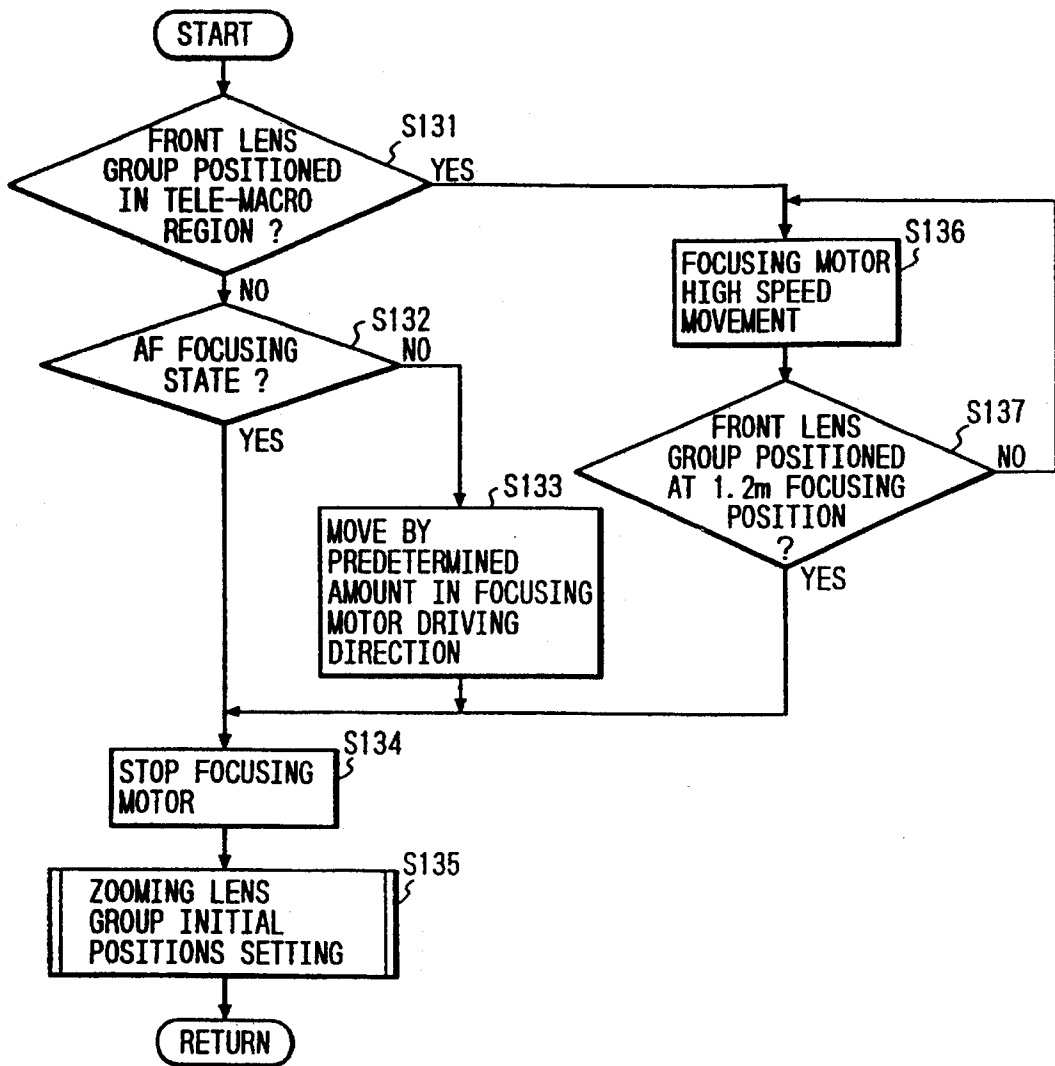 START
S131
FRONT LENS
GROUP POSITIONED
IN TELE-MACRO
REGION ?
YES
NO
S132
AF FOCUSING
STATE ?
NO
YES
S133
MOVE BY
PREDETERMINED
AMOUNT IN FOCUSING
MOTOR DRIVING
DIRECTION
S136
FOCUSING MOTOR
HIGH SPEED
MOVEMENT
S137
FRONT LENS
GROUP POSITIONED
AT 1.2m FOCUSING
POSITION
?
NO
YES
S134
STOP FOCUSING
MOTOR
S135
ZOOMING LENS
GROUP INITIAL
POSITIONS SETTING
RETURN